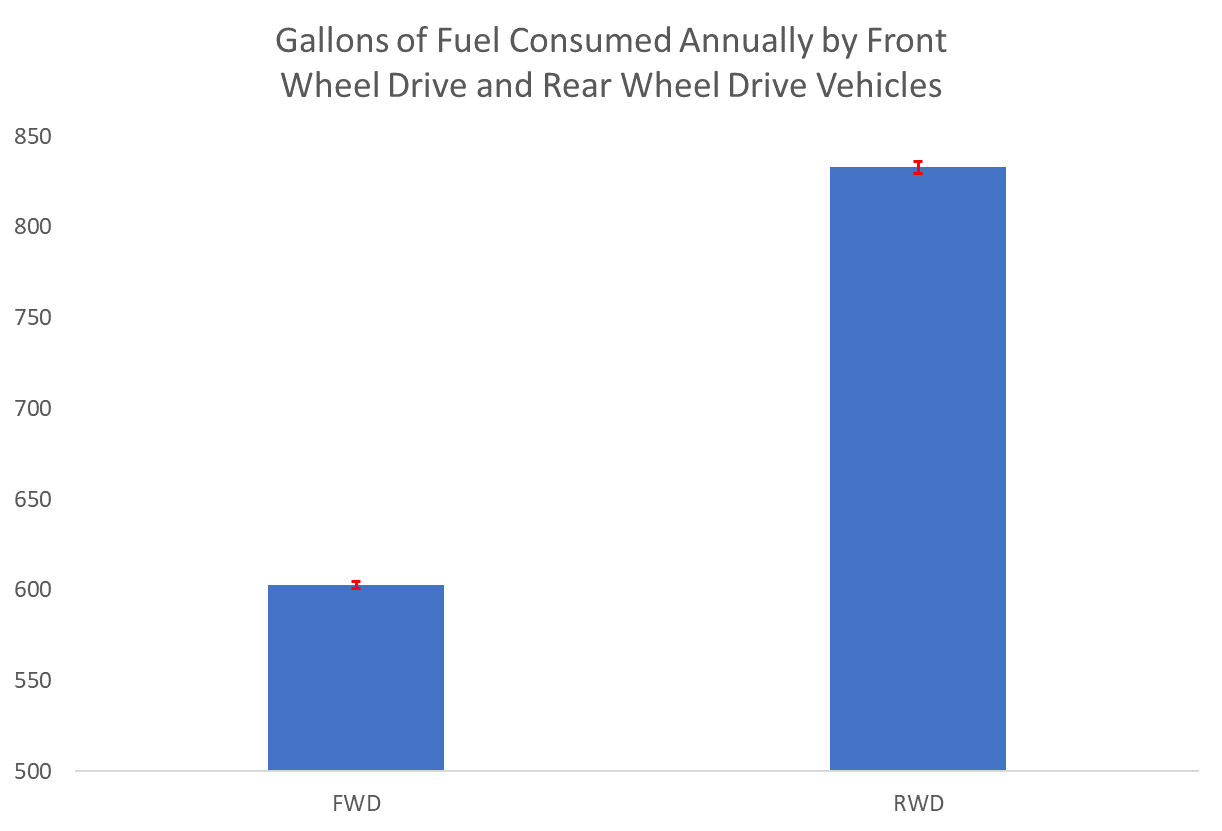 Gallons of Fuel Consumed Annually by Front
Wheel Drive and Rear Wheel Drive Vehicles
850
800
750
700
650
600
550
500
FWD
RWD